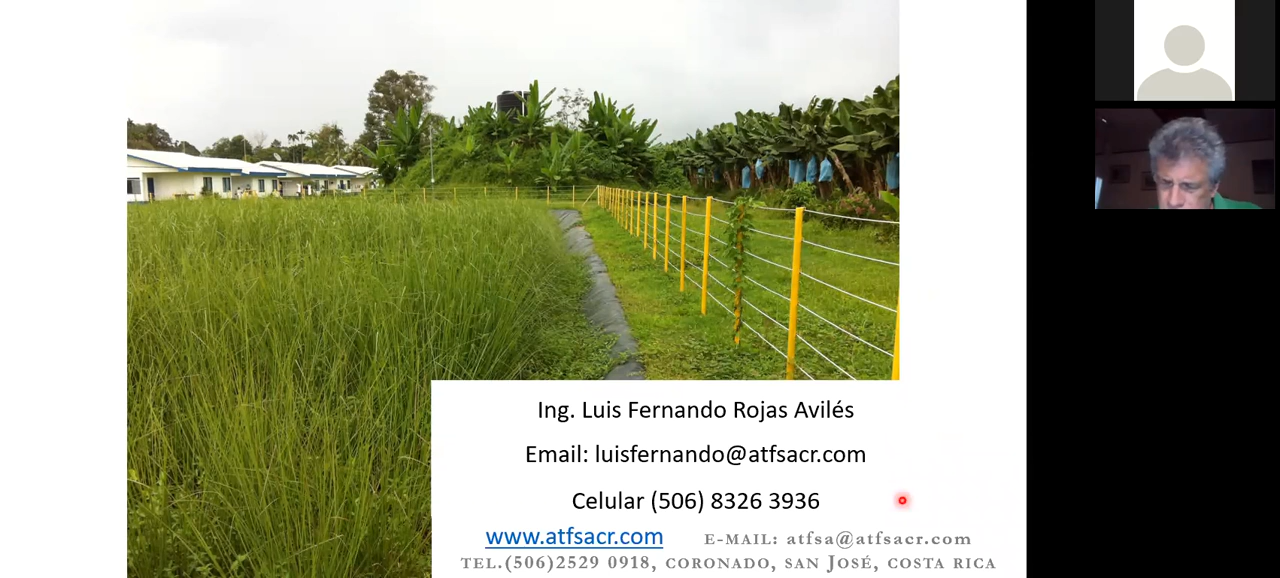 Ing. Luis Fernando Rojas Avilés
Email: luisfernando@atfsacr.com
Celular (506) 8326 3936
www.atfsacr.com E-MAIL: atfsa@atfsacr.com
TEL.(506)2529 0918, CORONADO, SAN JOSÉ, COSTA RICA